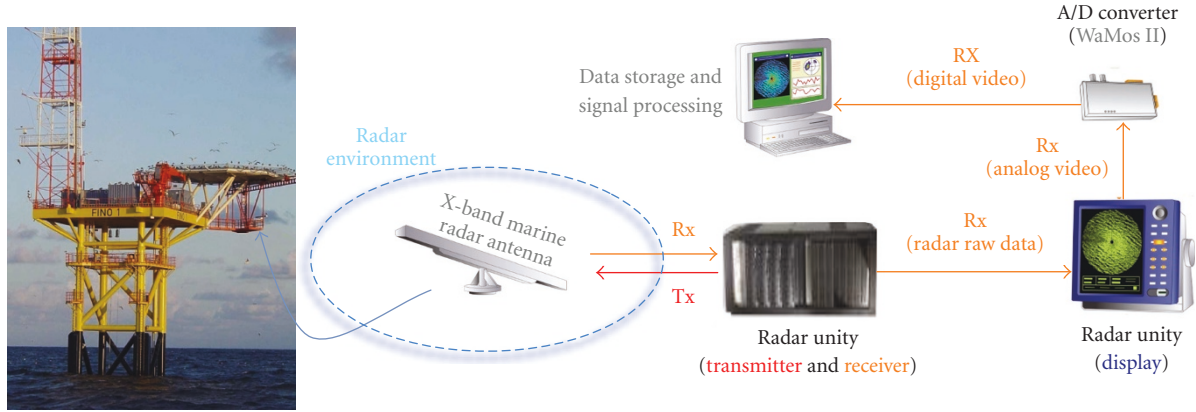 A/D converter
(WaMos II)
RX
(digital video)
Data storage and
signal processing
Radar
environment
Rx
(analog video)
FINO 1
X-band marine
radar antenna
Rx
Rx
(radar raw data)
Tx
Radar unity
(transmitter and receiver)
Radar unity
(display)